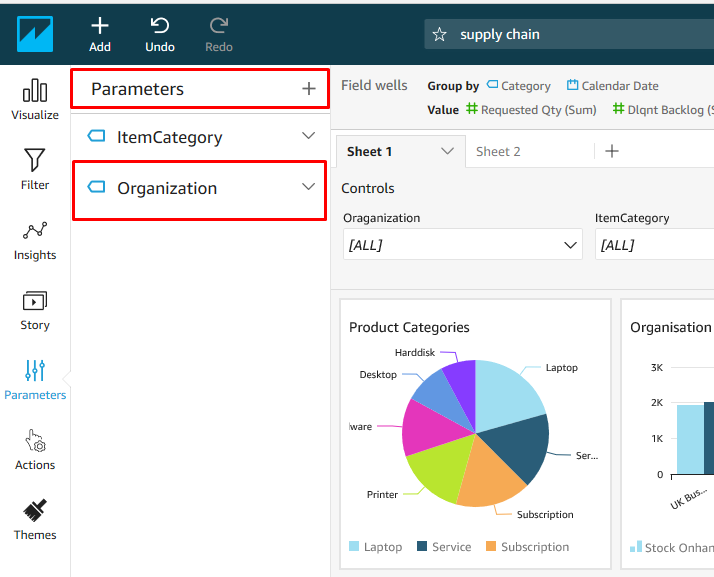 Add
Undo
Redo
supply chain
Visualize
Filter
Insights
Story
Parameters
Actions
Themes
Parameters
ItemCategory
Organization
Field wells
Group by Category Calendar Date
Value Requested Qty (Sum) Dlqnt Backlog (S
Sheet 1
Sheet 2
Controls
Oraganization
[ALL]
ItemCategory
[ALL]
Product Categories
Harddisk
Desktop
lware
Printer
Laptop
Ser...
Subscription
Laptop Service Subscription
Organisation
3K
2K
1K
0
UK Bus...
Stock Onhan